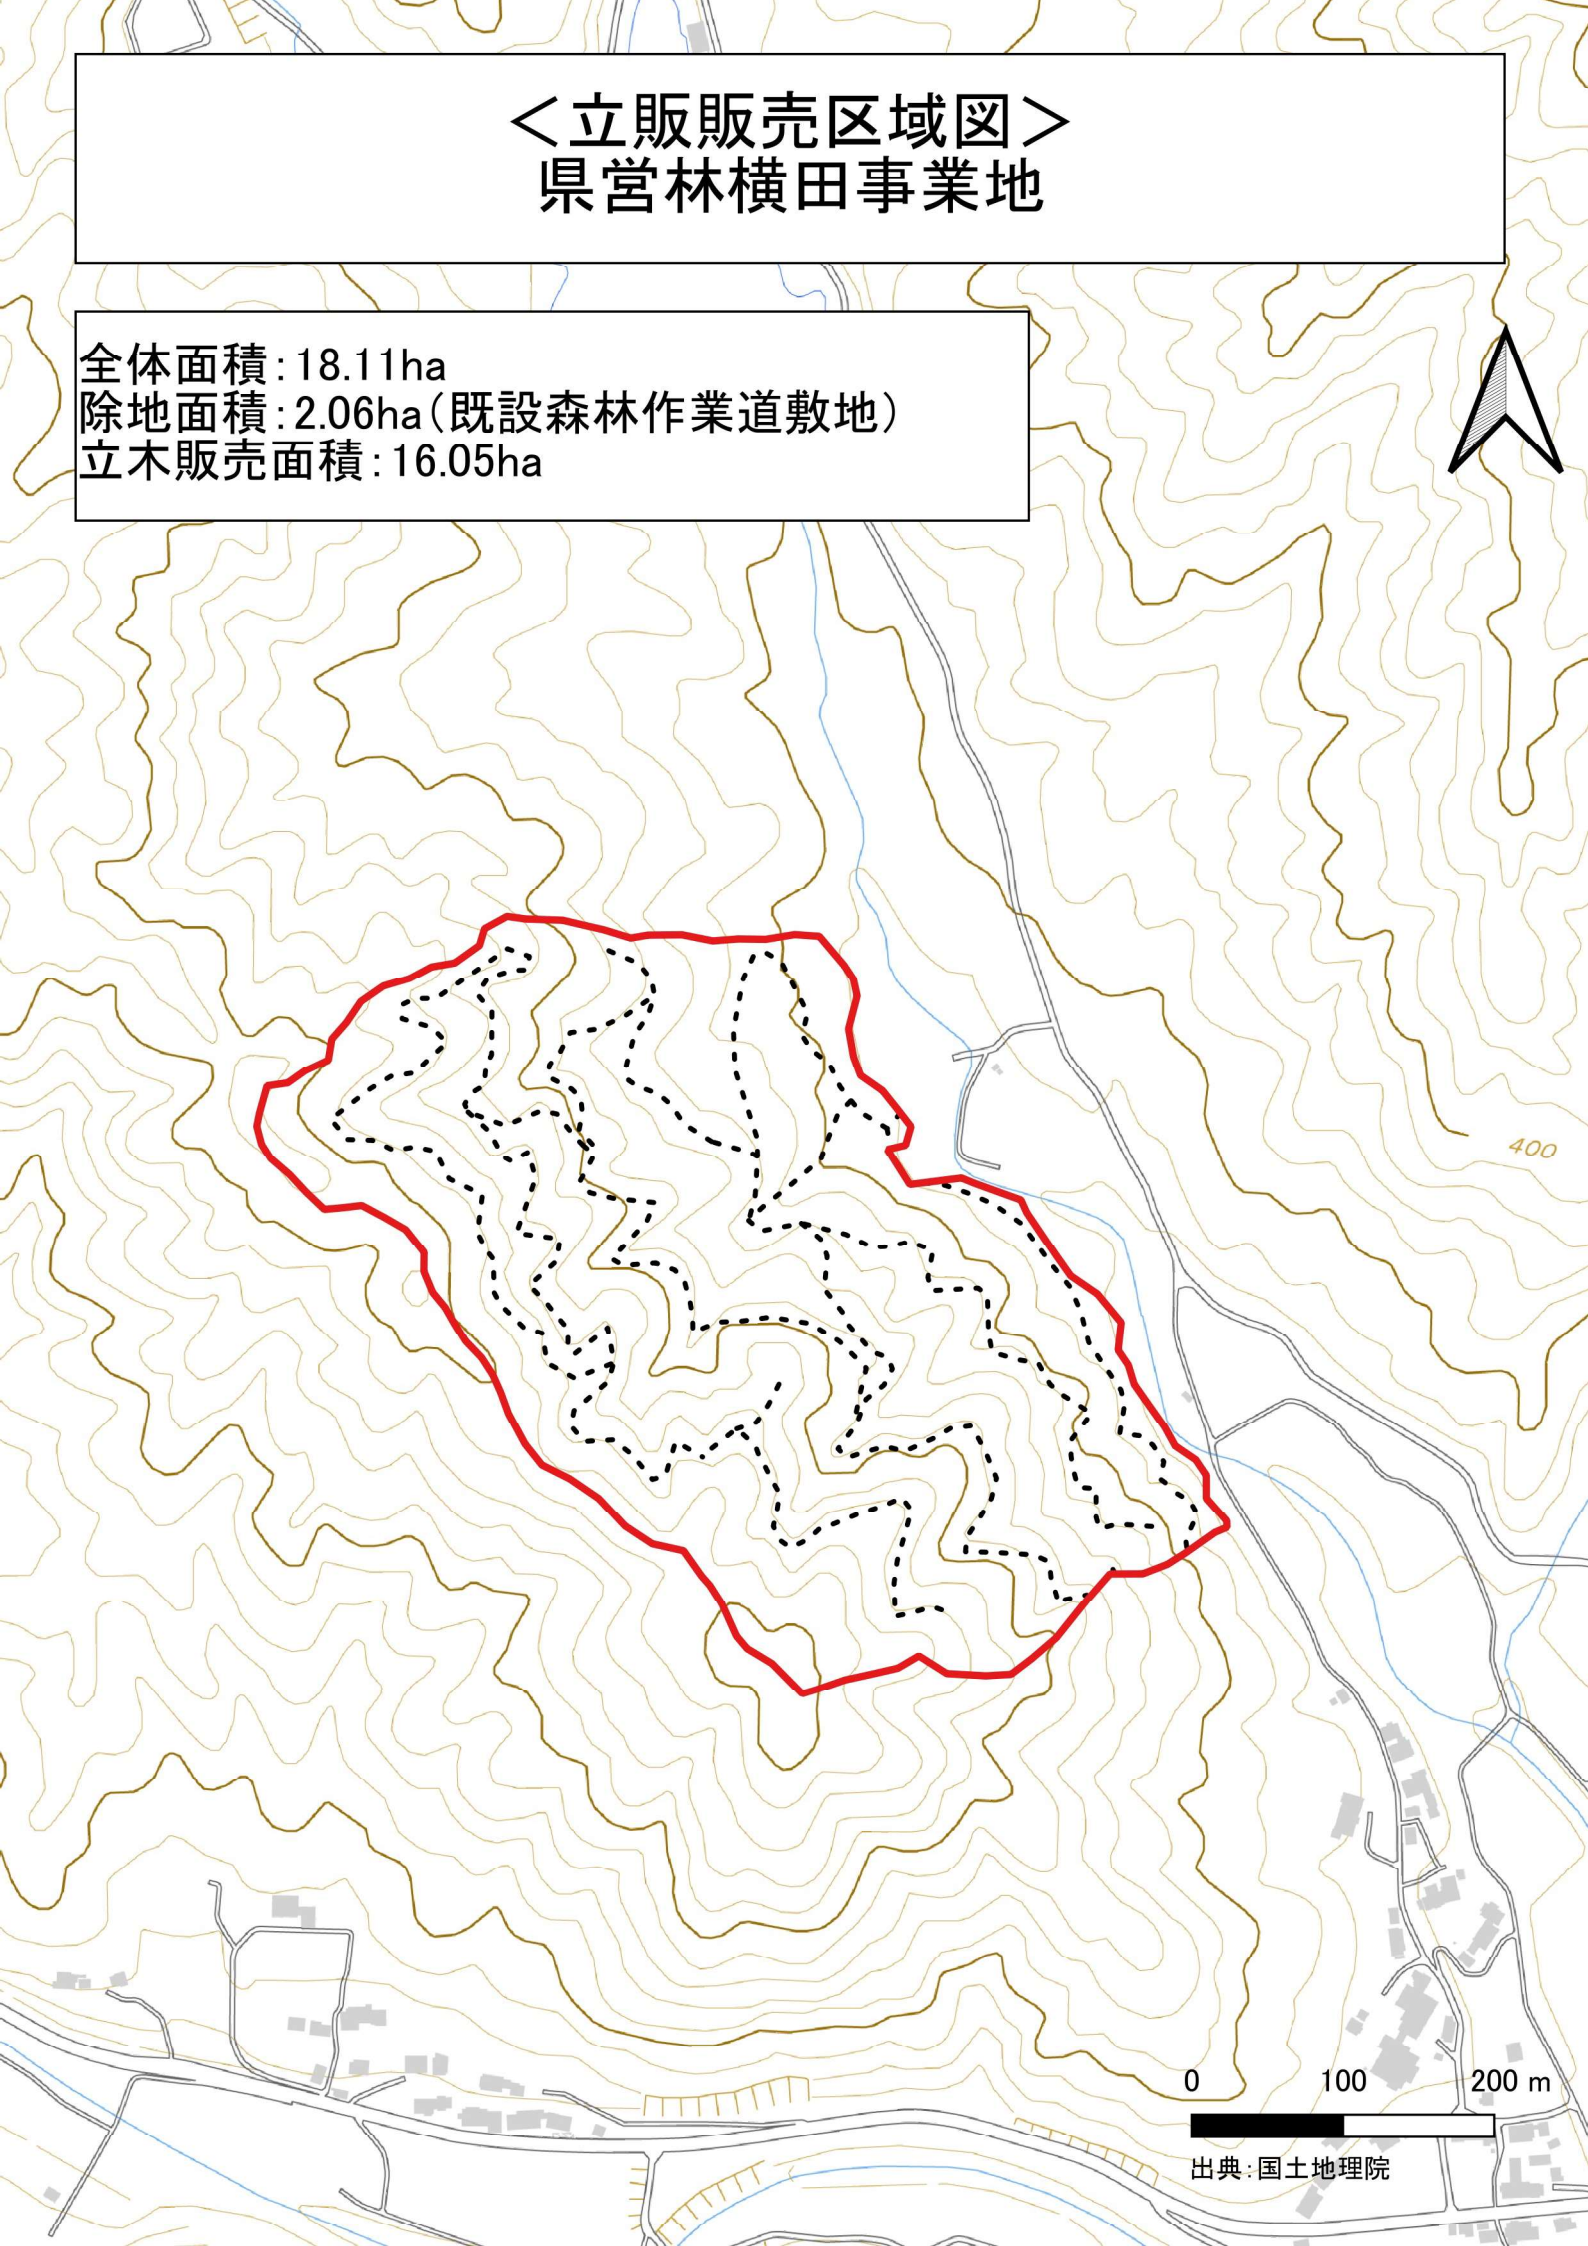 ＜立販販売区域図＞
県営林横田事業地
全体面積：18.11ha
除地面積：2.06ha（既設森林作業道敷地）
立木販売面積：16.05ha
400
0 100 200 m
出典：国土地理院